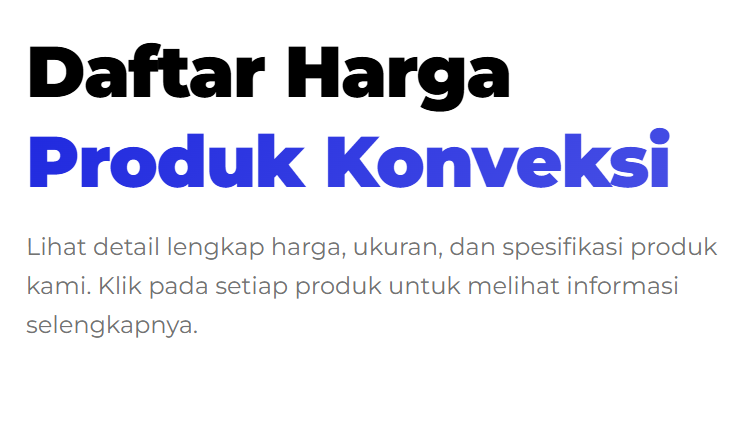 Daftar Harga
Produk Konveksi
Lihat detail lengkap harga, ukuran, dan spesifikasi produk
kami. Klik pada setiap produk untuk melihat informasi
selengkapnya.